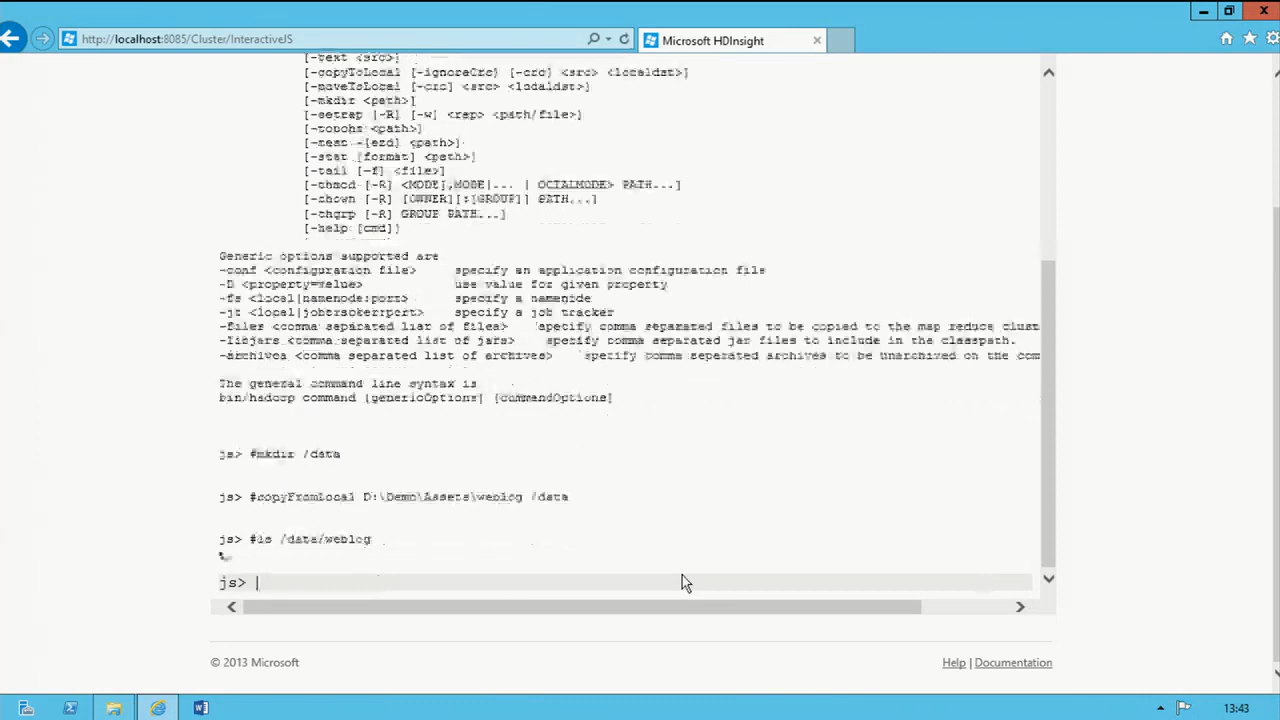 http://localhost:8085/Cluster/InteractiveJS
Microsoft HDInsight
[-text <src>]
[-copyToLocal [-ignoreCrc] [-crc] <src> <localdst>]
[-moveToLocal [-crc] <src> <localdst>]
[-mkdir <path>]
[-setrep [-R] [-w] <rep> <path/file>]
[-touchz <path>]
[-test -[ezd] <path>]
[-stat [format] <path>]
[-tail [-f] <file>]
[-chmod [-R] <MODE[,MODE]... | OCTALMODE> PATH...]
[-chown [-R] [OWNER][:[GROUP]] PATH...]
[-chgrp [-R] GROUP PATH...]
[-help [cmd]]
Generic options supported are
-conf <configuration file> specify an application configuration file
-D <property=value> use value for given property
-fs <local|namenode:port> specify a namenode
-jt <local|jobtracker:port> specify a job tracker
-files <comma separated list of files> specify comma separated files to be copied to the map reduce clust
-libjars <comma separated list of jars> specify comma separated jar files to include in the classpath.
-archives <comma separated list of archives> specify comma separated archives to be unarchived on the com
The general command line syntax is
bin/hadoop command [genericOptions] [commandOptions]
js> #mkdir /data
js> #copyFromLocal D:\Demo\Assets\weblog /data
js> #ls /data/weblog
js>
© 2013 Microsoft
Help | Documentation
13:43